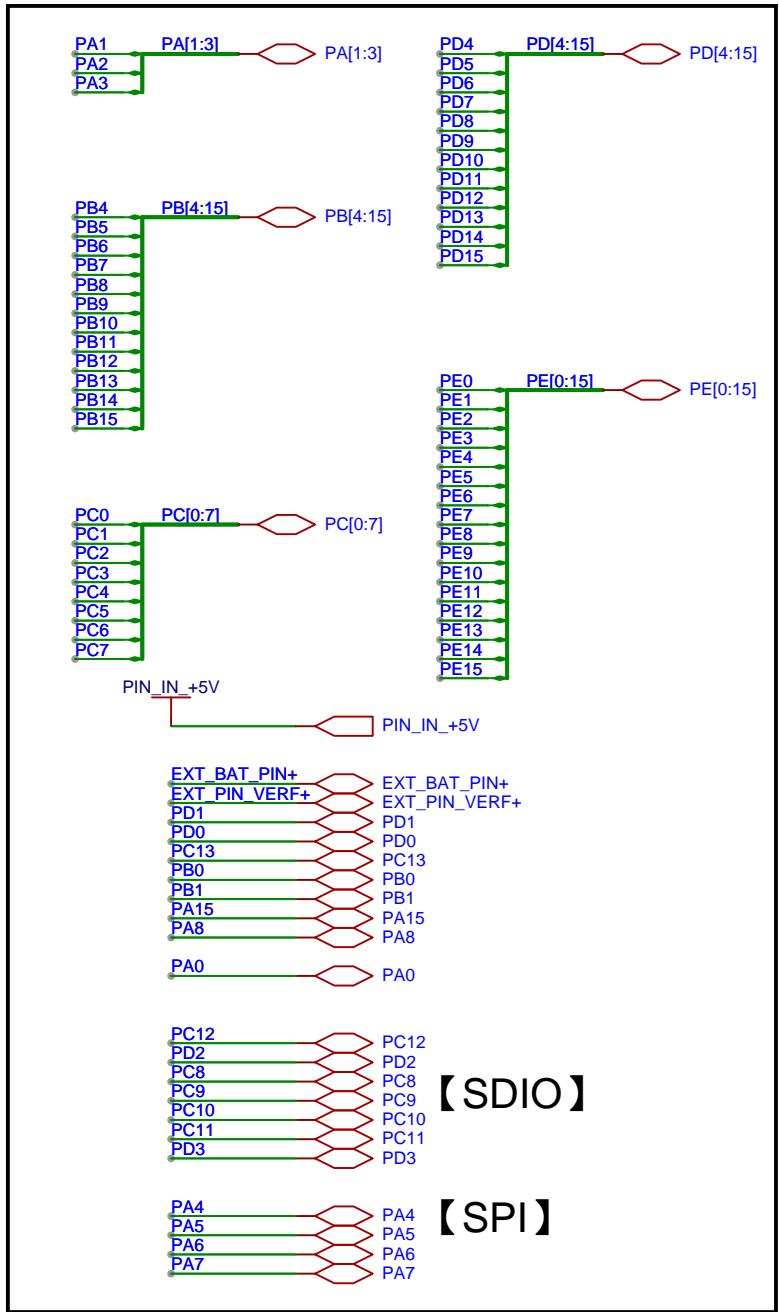 PA1 PA[1:3] PA[1:3]
PA2
PA3
PB4 PB[4:15] PB[4:15]
PB5
PB6
PB7
PB8
PB9
PB10
PB11
PB12
PB13
PB14
PB15
PC0 PC[0:7] PC[0:7]
PC1
PC2
PC3
PC4
PC5
PC6
PC7
PD4 PD[4:15] PD[4:15]
PD5
PD6
PD7
PD8
PD9
PD10
PD11
PD12
PD13
PD14
PD15
PE0 PE[0:15] PE[0:15]
PE1
PE2
PE3
PE4
PE5
PE6
PE7
PE8
PE9
PE10
PE11
PE12
PE13
PE14
PE15
PIN_IN_+5V
PIN_IN_+5V
EXT_BAT_PIN+ EXT_BAT_PIN+
EXT_PIN_VERF+ EXT_PIN_VERF+
PD1 PD1
PD0 PD0
PC13 PC13
PB0 PB0
PB1 PB1
PA15 PA15
PA8 PA8
PA0 PA0
PC12 PC12
PD2 PD2
PC8 PC8
PC9 PC9
PC10 PC10
PC11 PC11
PD3 PD3
【SDIO】
PA4 PA4
PA5 PA5
PA6 PA6
PA7 PA7
【SPI】